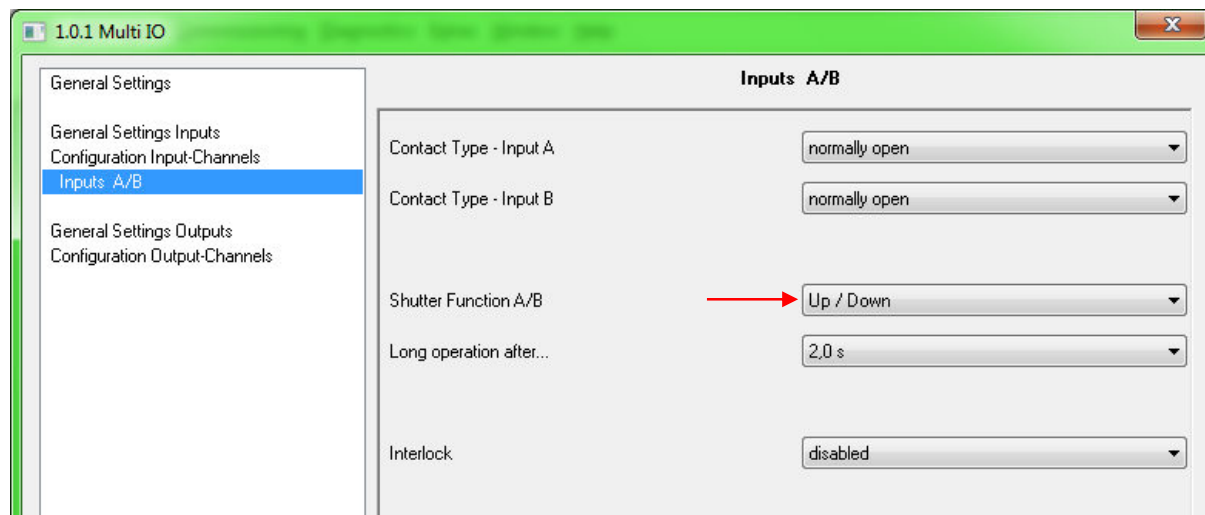 1.0.1 Multi IO
General Settings
General Settings Inputs
Configuration Input-Channels
Inputs A/B
General Settings Outputs
Configuration Output-Channels
Inputs A/B
Contact Type - Input A
normally open
Contact Type - Input B
normally open
Shutter Function A/B
Up / Down
Long operation after...
2,0 s
Interlock
disabled